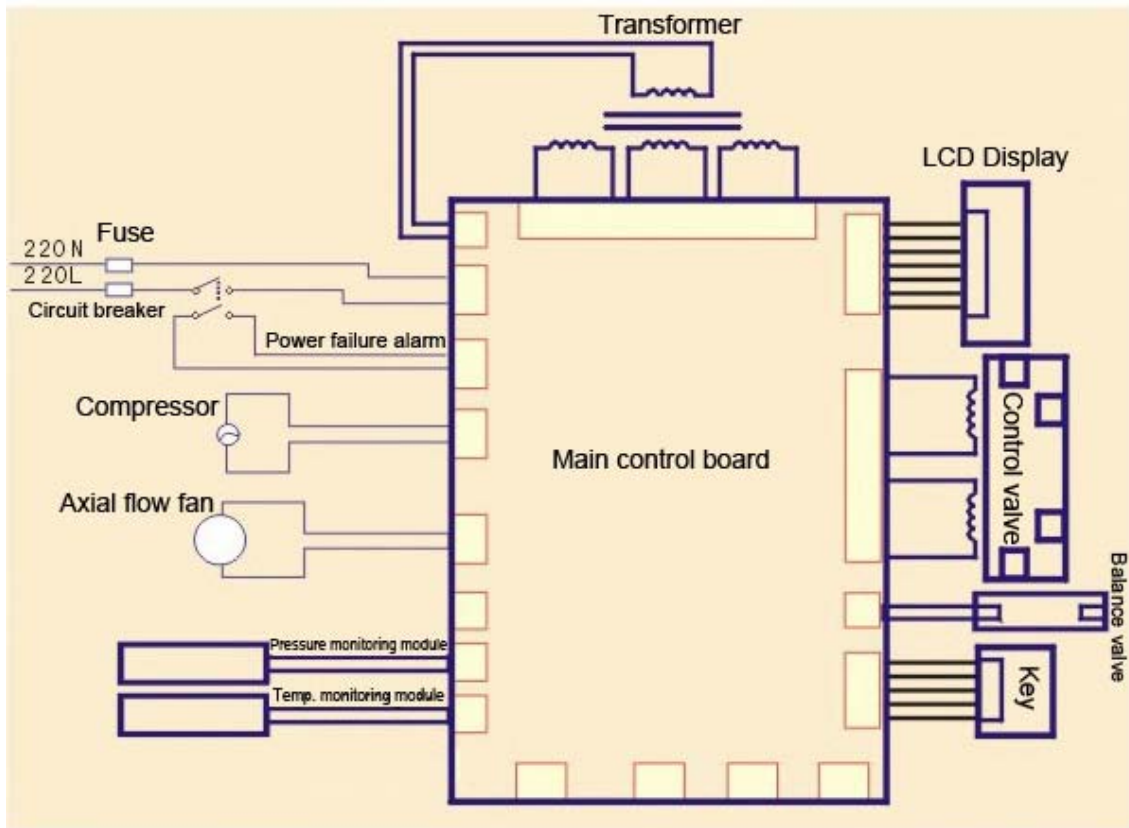 Transformer
LCD Display
Fuse
220N
220L
Circuit breaker
Power failure alarm
Compressor
Control valve
Main control board
Axial flow fan
Balance valve
Pressure monitoring module
Key
Temp. monitoring module